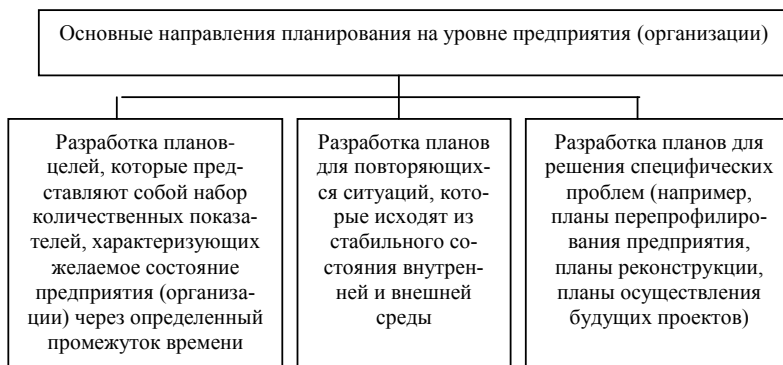 Основные направления планирования на уровне предприятия (организации)
Разработка планов-
целей, которые пред-
ставляют собой набор
количественных показа-
телей, характеризующих
желаемое состояние
предприятия (организа-
ции) через определенный
промежуток времени
Разработка планов
для повторяющих-
ся ситуаций, кото-
рые исходят из
стабильного со-
стояния внутрен-
ней и внешней
среды
Разработка планов для
решения специфических
проблем (например,
планы перепрофилиро-
вания предприятия,
планы реконструкции,
планы осуществления
будущих проектов)